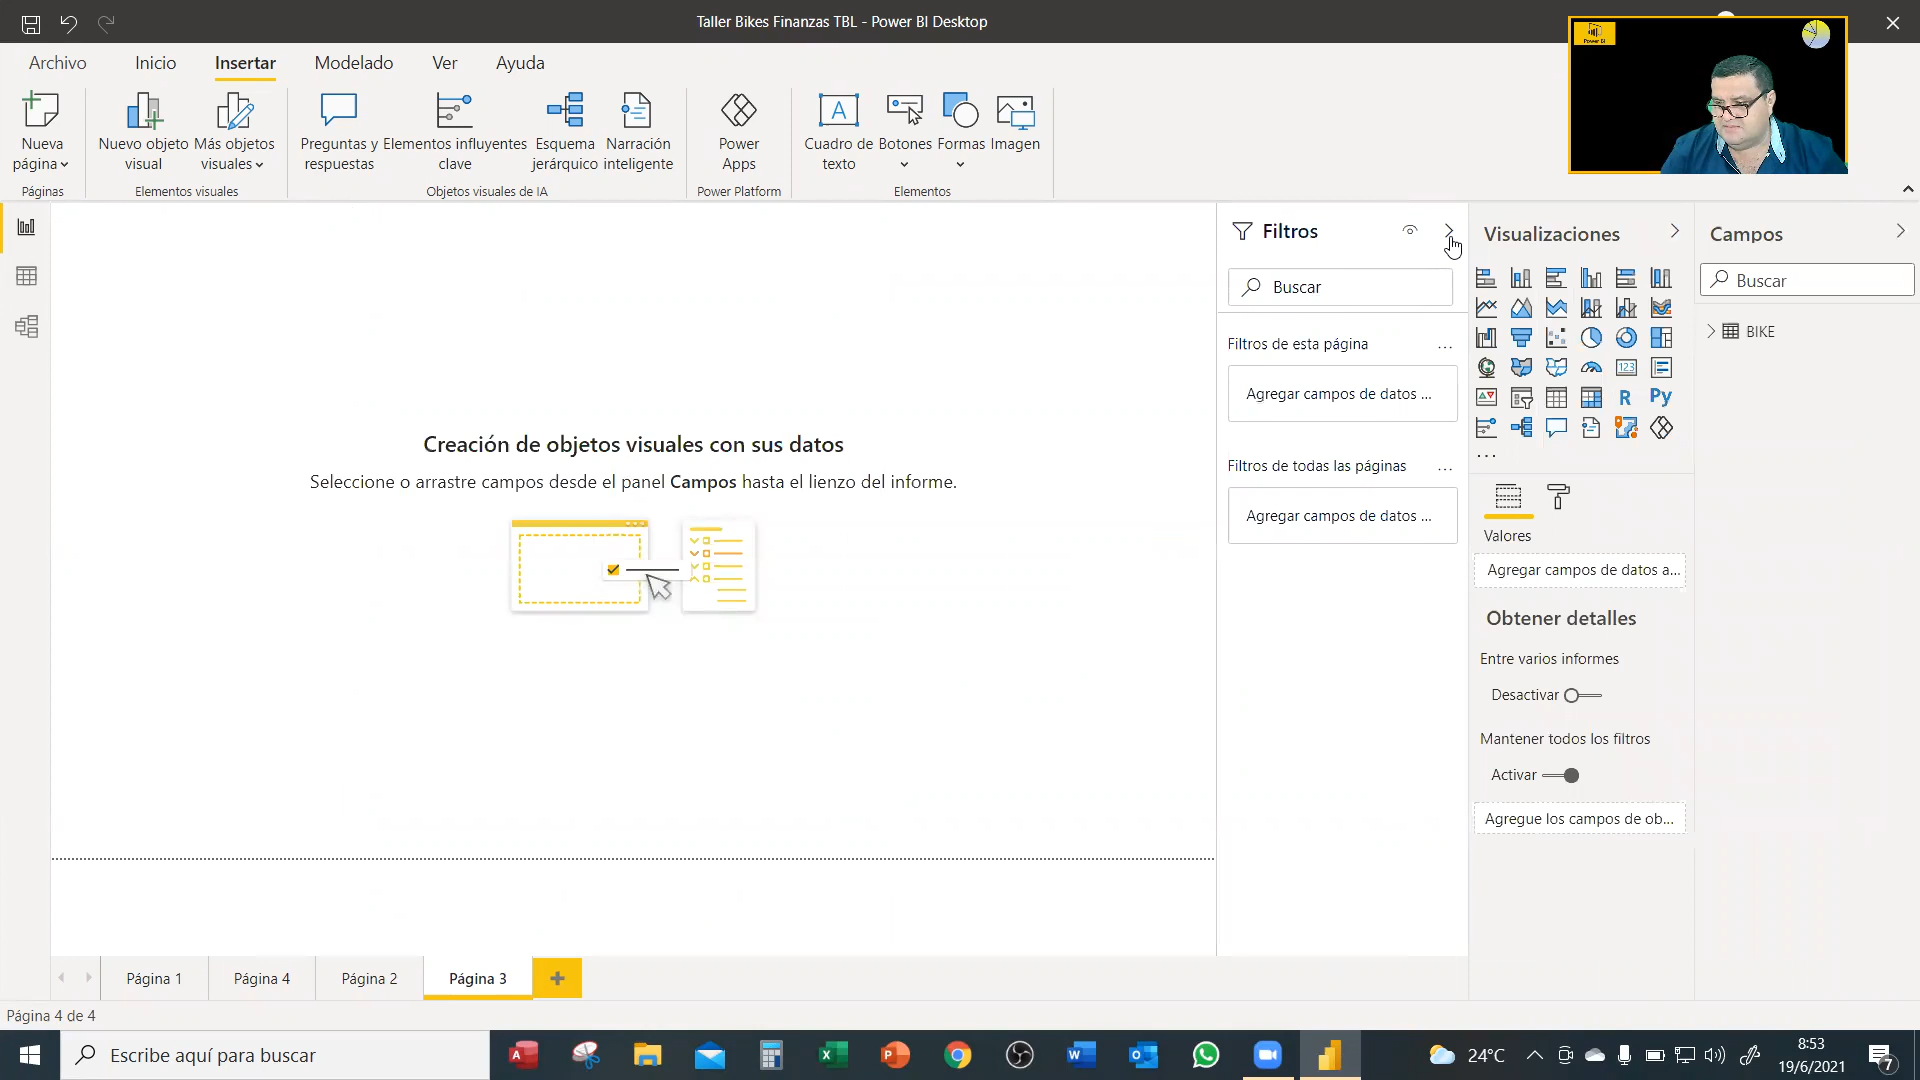 Taller Bikes Finanzas TBL - Power BI Desktop
Power BI
Archivo
Inicio
Insertar
Modelado
Ver
Ayuda
Nueva
página
Nuevo objeto
visual
Más objetos
visuales
Preguntas y
respuestas
Elementos influyentes
clave
Esquema
jerárquico
Narración
inteligente
Power
Apps
Cuadro de
texto
Botones
Formas
Imagen
Páginas
Elementos visuales
Objetos visuales de IA
Power Platform
Elementos
Creación de objetos visuales con sus datos
Seleccione o arrastre campos desde el panel Campos hasta el lienzo del informe.
Filtros
Buscar
Filtros de esta página
...
Agregar campos de datos ...
Filtros de todas las páginas
...
Agregar campos de datos ...
Visualizaciones
123
R
Py
...
Valores
Agregar campos de datos a...
Obtener detalles
Entre varios informes
Desactivar
Mantener todos los filtros
Activar
Agregue los campos de ob...
Campos
Buscar
BIKE
Página 1
Página 4
Página 2
Página 3
Página 4 de 4
Escribe aquí para buscar
24°C
8:53
19/6/2021
7